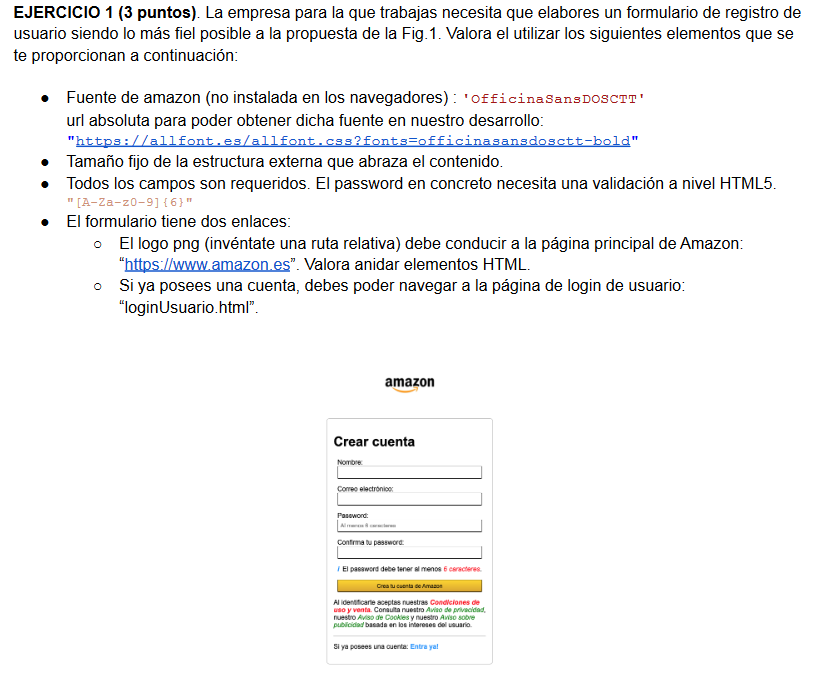 EJERCICIO 1 (3 puntos). La empresa para la que trabajas necesita que elabores un formulario de registro de
usuario siendo lo más fiel posible a la propuesta de la Fig.1. Valora el utilizar los siguientes elementos que se
te proporcionan a continuación:
● Fuente de amazon (no instalada en los navegadores) : 'OfficinaSansDOSCTT'
url absoluta para poder obtener dicha fuente en nuestro desarrollo:
"https://allfont.es/allfont.css?fonts=officinasansdosctt-bold"
● Tamaño fijo de la estructura externa que abraza el contenido.
● Todos los campos son requeridos. El password en concreto necesita una validación a nivel HTML5.
"[A-Za-z0-9]{6}"
● El formulario tiene dos enlaces:
○ El logo png (invéntate una ruta relativa) debe conducir a la página principal de Amazon:
“https://www.amazon.es”. Valora anidar elementos HTML.
○ Si ya posees una cuenta, debes poder navegar a la página de login de usuario:
“loginUsuario.html”.
amazon
Crear cuenta
Nombre:
Correo electrónico:
Password:
Al menos 6 caracteres
Confirma tu password:
i El password debe tener al menos 6 caracteres.
Crea tu cuenta de Amazon
Al identificarte aceptas nuestras Condiciones de
uso y venta. Consulta nuestro Aviso de privacidad,
nuestro Aviso de Cookies y nuestro Aviso sobre
publicidad basada en los intereses del usuario.
Si ya posees una cuenta: Entra ya!